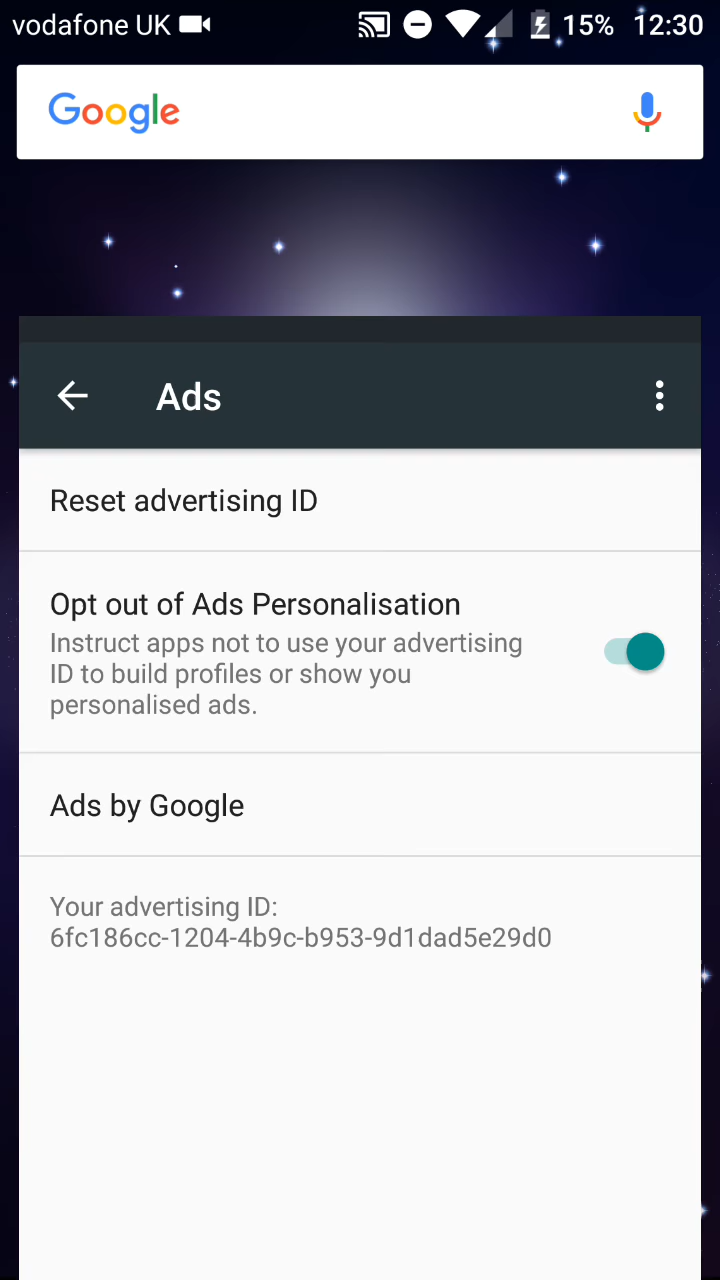 vodafone UK 15% 12:30
Google
Ads
Reset advertising ID
Opt out of Ads Personalisation
Instruct apps not to use your advertising
ID to build profiles or show you
personalised ads.
Ads by Google
Your advertising ID:
6fc186cc-1204-4b9c-b953-9d1dad5e29d0